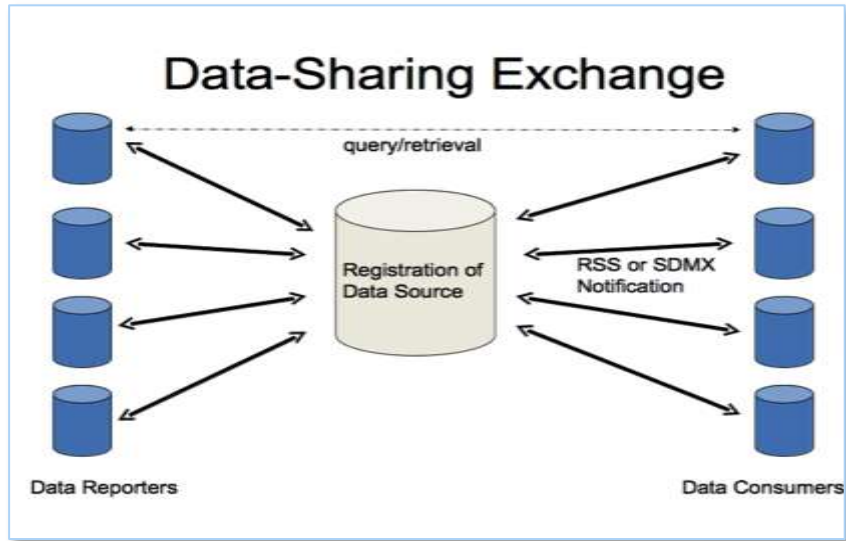 Data-Sharing Exchange
query/retrieval
Registration of
Data Source
RSS or SDMX
Notification
Data Reporters
Data Consumers